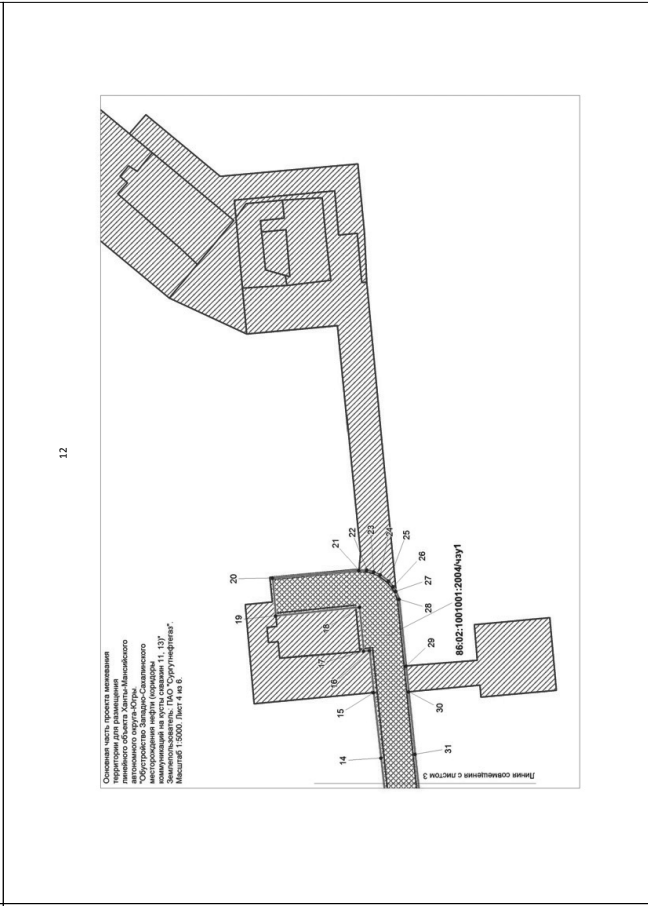 12
Основная часть проекта межевания
территории для размещения
линейного объекта Ханты-Мансийского
автономного округа-Югры.
"Обустройство Западно-Сахалинского
месторождения нефти (коридоры
коммуникаций на кусты скважин 11, 13)"
Землепользователь: ПАО "Сургутнефтегаз".
Масштаб 1:5000. Лист 4 из 6.
14
15
16
17
18
19
20
21
22
23
24
25
26
27
28
29
30
31
86:02:1001001:2004/чзу1
Линия совмещения с листом 3